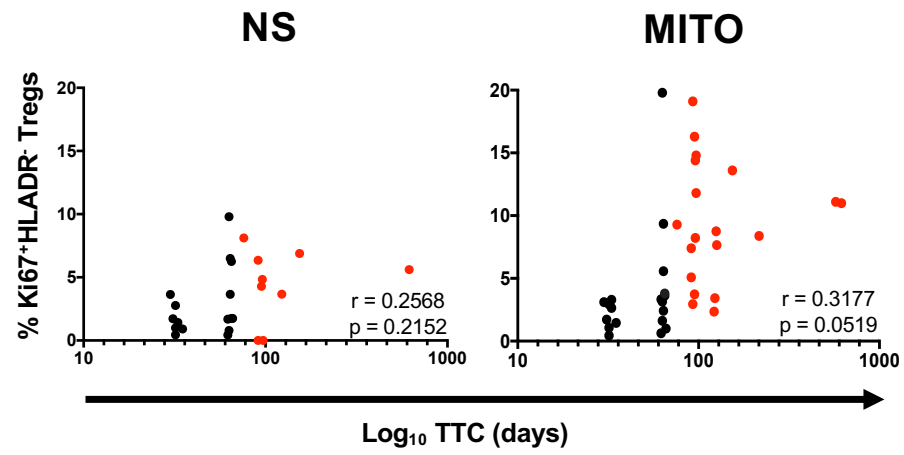 NS
MITO
% Ki67⁺HLADR⁻ Tregs
20
15
10
5
0
10
100
1000
r = 0.2568
p = 0.2152
20
15
10
5
0
10
100
1000
r = 0.3177
p = 0.0519
Log₁₀ TTC (days)